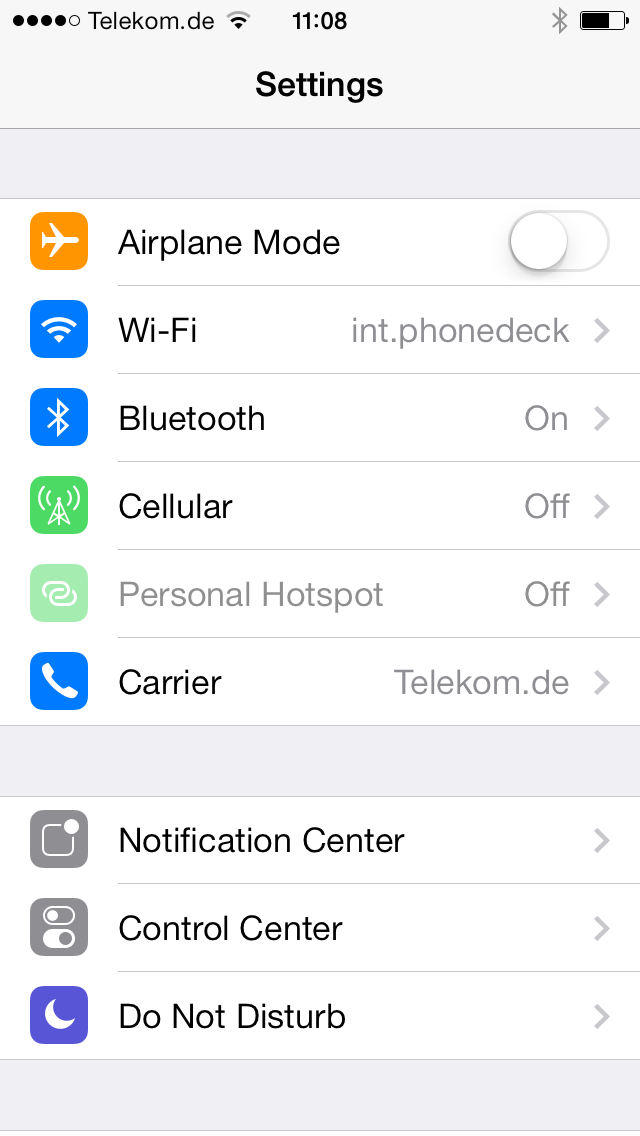 Telekom.de 11:08
Settings
Airplane Mode
Wi-Fi int.phonedeck
Bluetooth On
Cellular Off
Personal Hotspot Off
Carrier Telekom.de
Notification Center
Control Center
Do Not Disturb